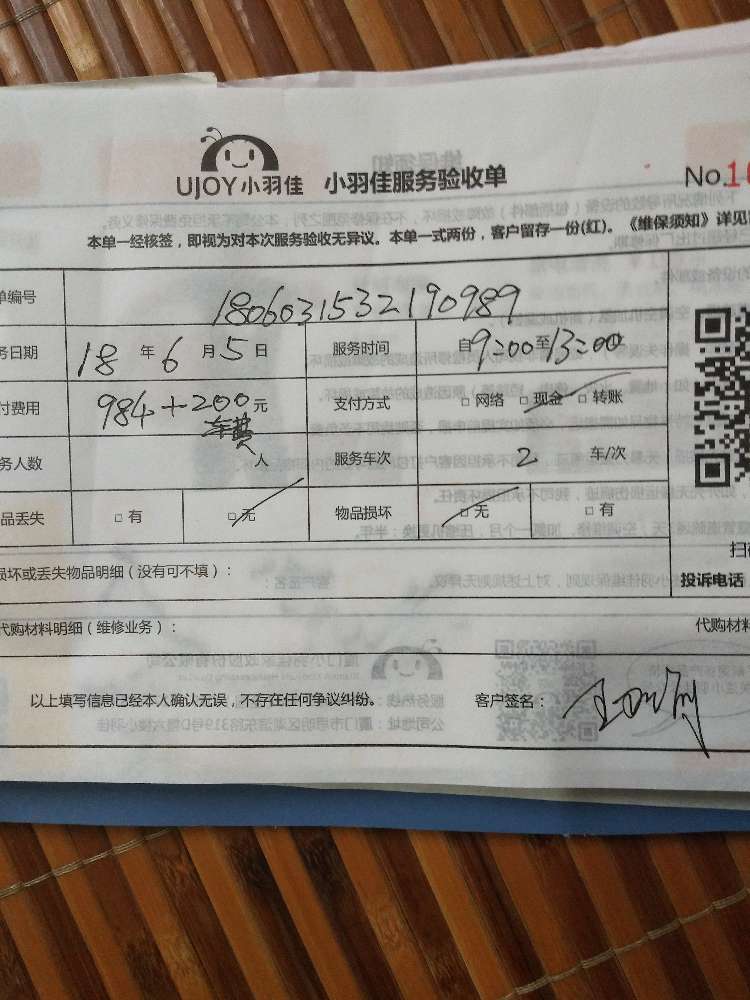 UJOY小羽佳 小羽佳服务验收单 No.10
本单一经核签，即视为对本次服务验收无异议。本单一式两份，客户留存一份(红)。《维保须知》详见
单编号 1806031532190989
务日期 18 年 6 月 5 日 服务时间 自9:00至13:00
付费用 984+200元 支付方式 □ 网络 □ 现金 □ 转账
车费
务人数 人 服务车次 2 车/次
品丢失 □ 有 □ 无 物品损坏 □ 无 □ 有
损坏或丢失物品明细（没有可不填）：
投诉电话
代购材料明细（维修业务）： 代购材料
以上填写信息已经本人确认无误，不存在任何争议纠纷。 客户签名：